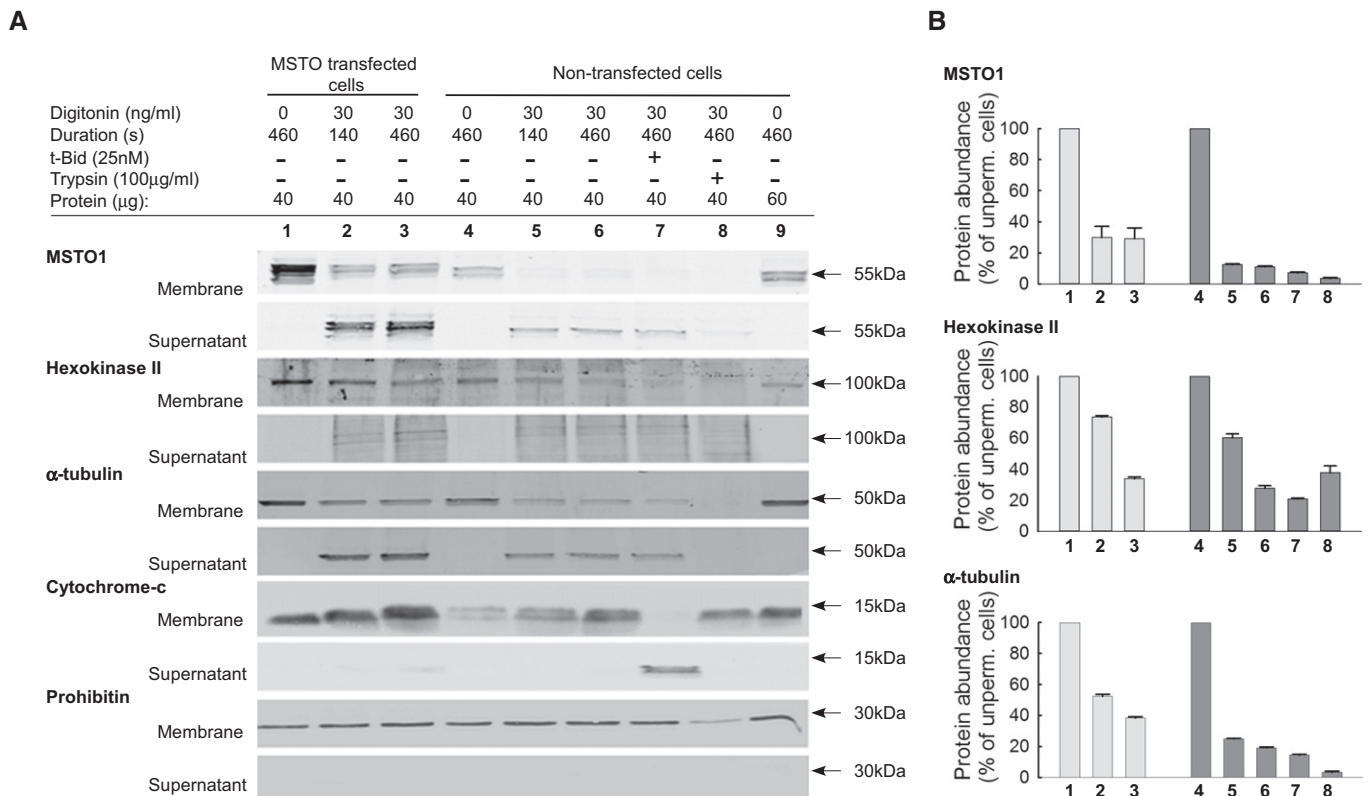 A
MSTO transfected
cells
Non-transfected cells
Digitonin (ng/ml) 0 30 30 0 30 30 30 30 0
Duration (s) 460 140 460 460 140 460 460 460 460
t-Bid (25nM) – – – – – – + – –
Trypsin (100μg/ml) – – – – – – – + –
Protein (μg): 40 40 40 40 40 40 40 40 60
1 2 3 4 5 6 7 8 9
MSTO1
Membrane 55kDa
Supernatant 55kDa
Hexokinase II
Membrane 100kDa
Supernatant 100kDa
α-tubulin
Membrane 50kDa
Supernatant 50kDa
Cytochrome-c
Membrane 15kDa
Supernatant 15kDa
Prohibitin
Membrane 30kDa
Supernatant 30kDa
B
MSTO1
Protein abundance
(% of unperm. cells)
100
80
60
40
20
0
1 2 3 4 5 6 7 8
Hexokinase II
Protein abundance
(% of unperm. cells)
100
80
60
40
20
0
1 2 3 4 5 6 7 8
α-tubulin
Protein abundance
(% of unperm. cells)
100
80
60
40
20
0
1 2 3 4 5 6 7 8